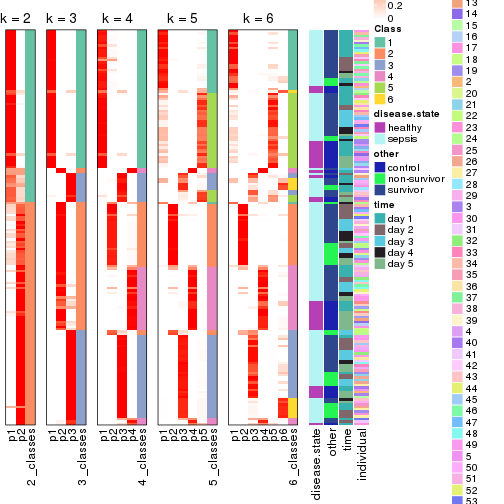 k = 2 k = 3 k = 4 k = 5 k = 6
p1 p2 2_classes
p1 p2 p3 3_classes
p1 p2 p3 p4 4_classes
p1 p2 p3 p4 p5 5_classes
p1 p2 p3 p4 p5 p6 6_classes
disease.state other time individual
0.2
0
Class
1
2
3
4
5
6
disease.state
healthy
sepsis
other
control
non-survivor
survivor
time
day 1
day 2
day 3
day 4
day 5
13
14
15
16
17
18
19
2
20
21
22
23
24
25
26
27
28
29
3
30
31
32
33
34
35
36
37
38
39
4
40
41
42
43
44
45
46
47
48
49
5
50
51
52
53